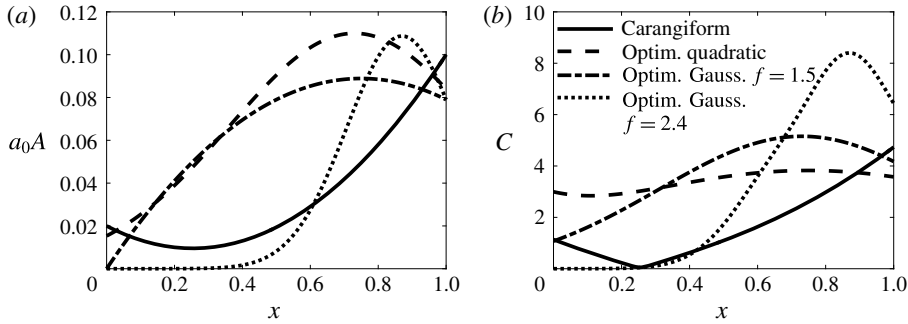 (a)
0.12
0.10
0.08
a₀A
0.06
0.04
0.02
0
0.2
0.4
0.6
0.8
1.0
x
(b)
10
8
6
C
4
2
0
0.2
0.4
0.6
0.8
1.0
x
Carangiform
Optim. quadratic
Optim. Gauss. f = 1.5
Optim. Gauss.
f = 2.4